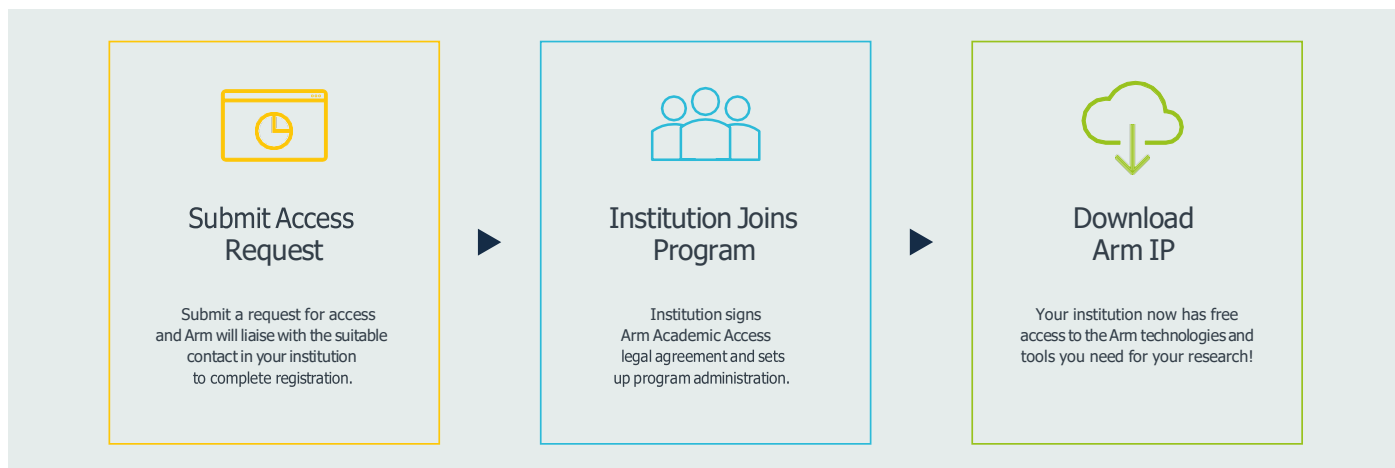 Submit Access
Request
Submit a request for access
and Arm will liaise with the suitable
contact in your institution
to complete registration.
Institution Joins
Program
Institution signs
Arm Academic Access
legal agreement and sets
up program administration.
Download
Arm IP
Your institution now has free
access to the Arm technologies and
tools you need for your research!